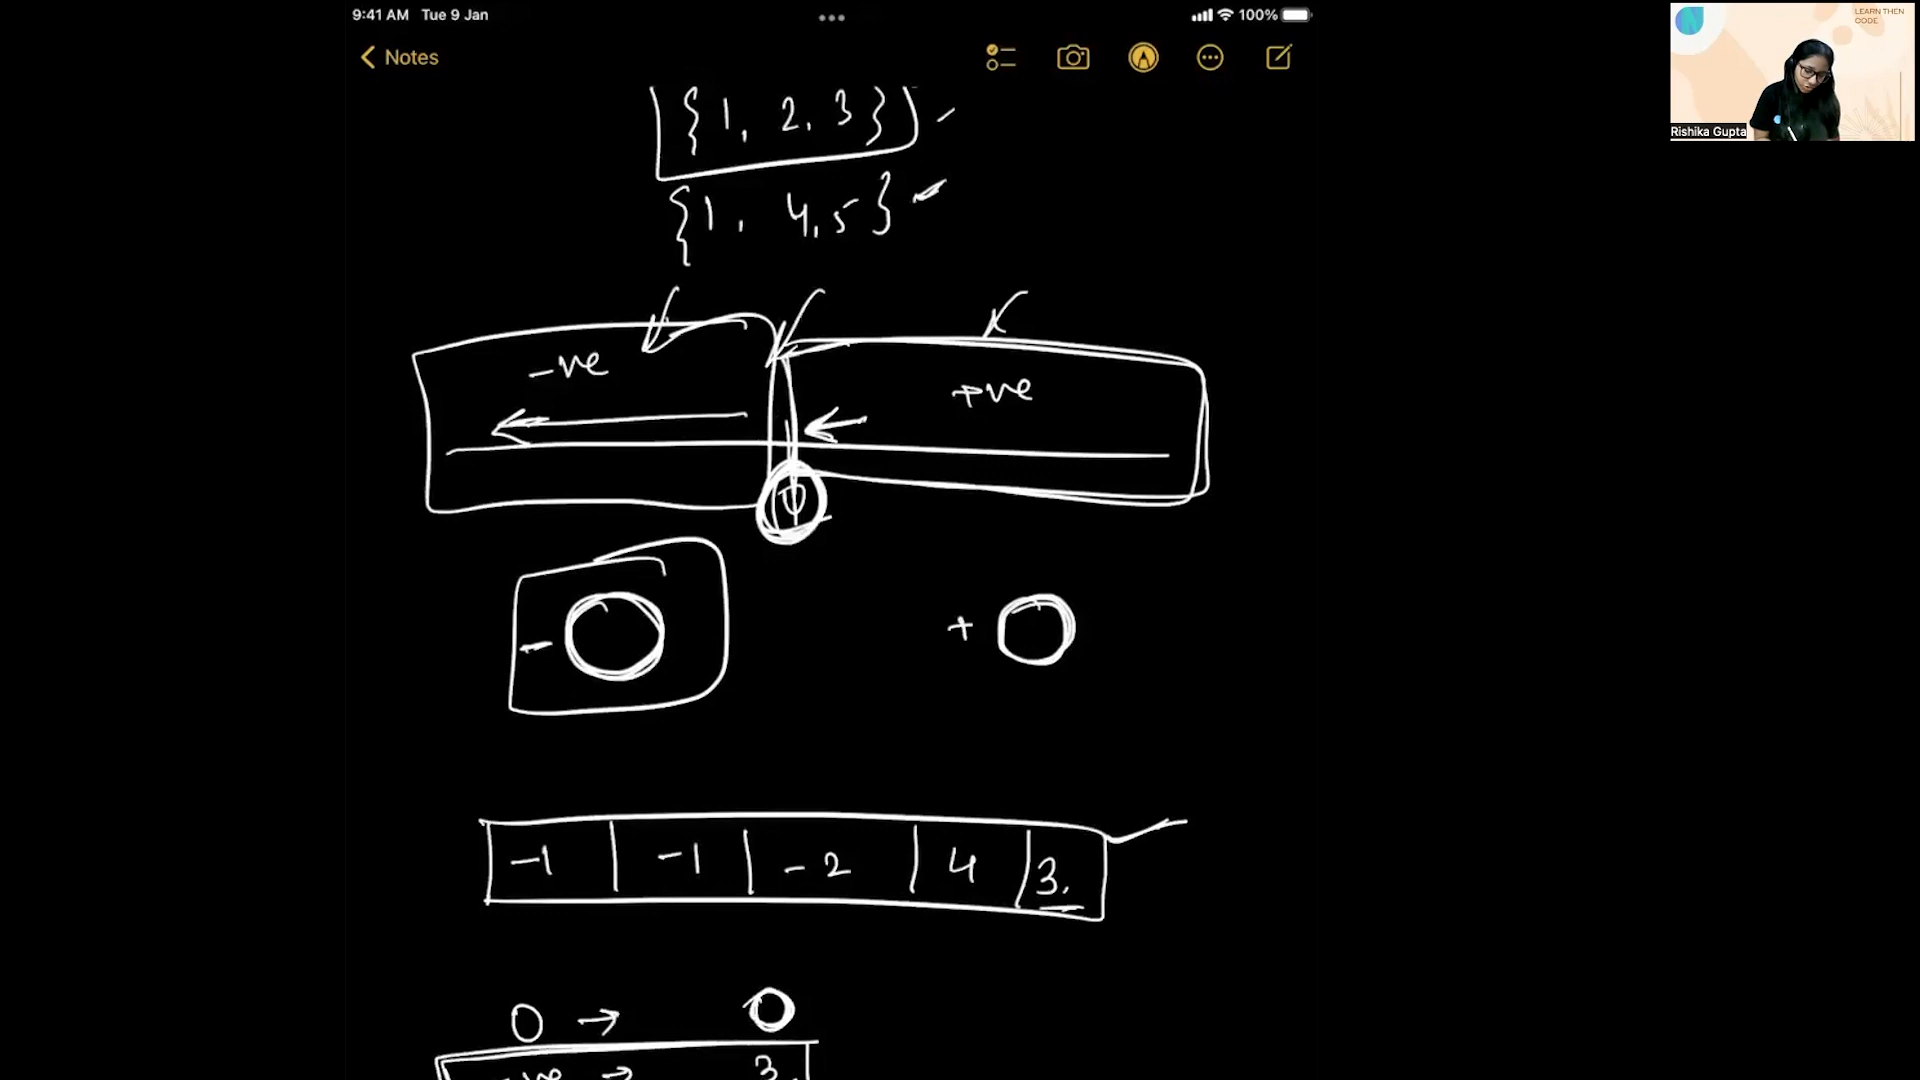 9:41 AM Tue 9 Jan
100%
Notes
LEARN THEN
CODE
Rishika Gupta
{1, 2, 3}
{1, 4, 5}
-ve
+ve
0
- 
+
-1 -1 -2 4 3.
0 → 0
→ 3